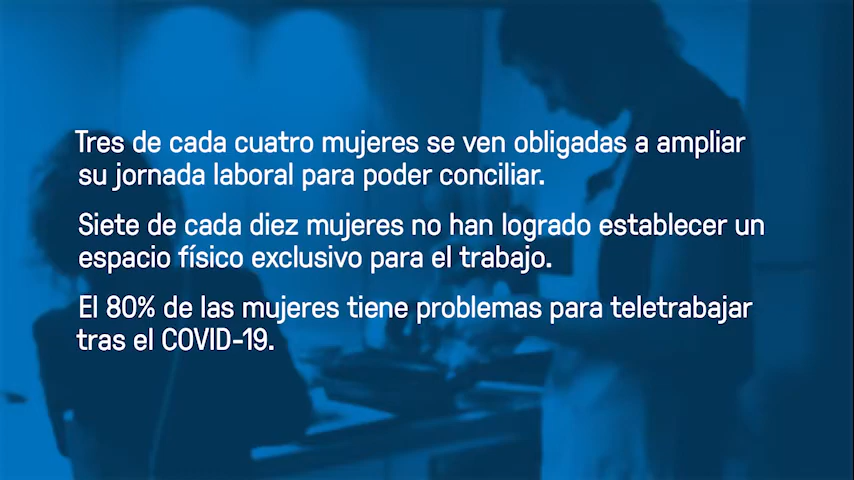 Tres de cada cuatro mujeres se ven obligadas a ampliar
su jornada laboral para poder conciliar.
Siete de cada diez mujeres no han logrado establecer un
espacio físico exclusivo para el trabajo.
El 80% de las mujeres tiene problemas para teletrabajar
tras el COVID-19.